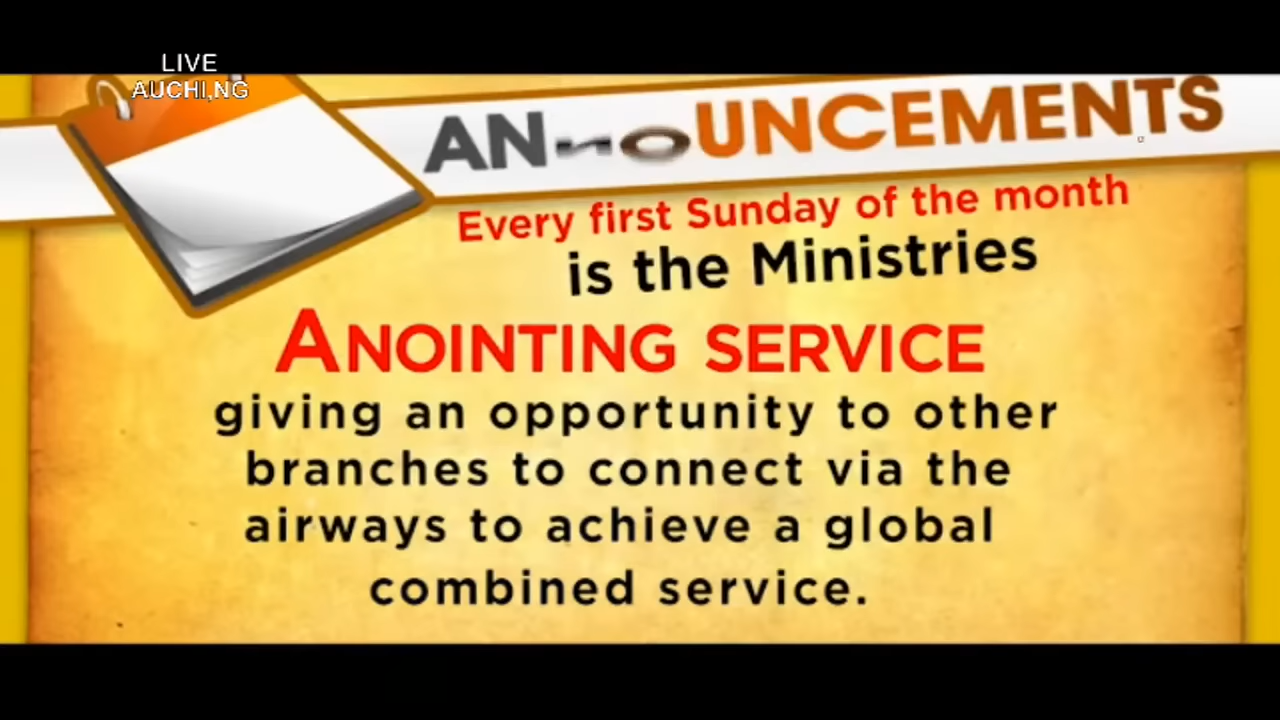 LIVE
AUCHI,NG
ANnoUNCEMENTS
Every first Sunday of the month
is the Ministries
ANOINTING SERVICE
giving an opportunity to other
branches to connect via the
airways to achieve a global
combined service.